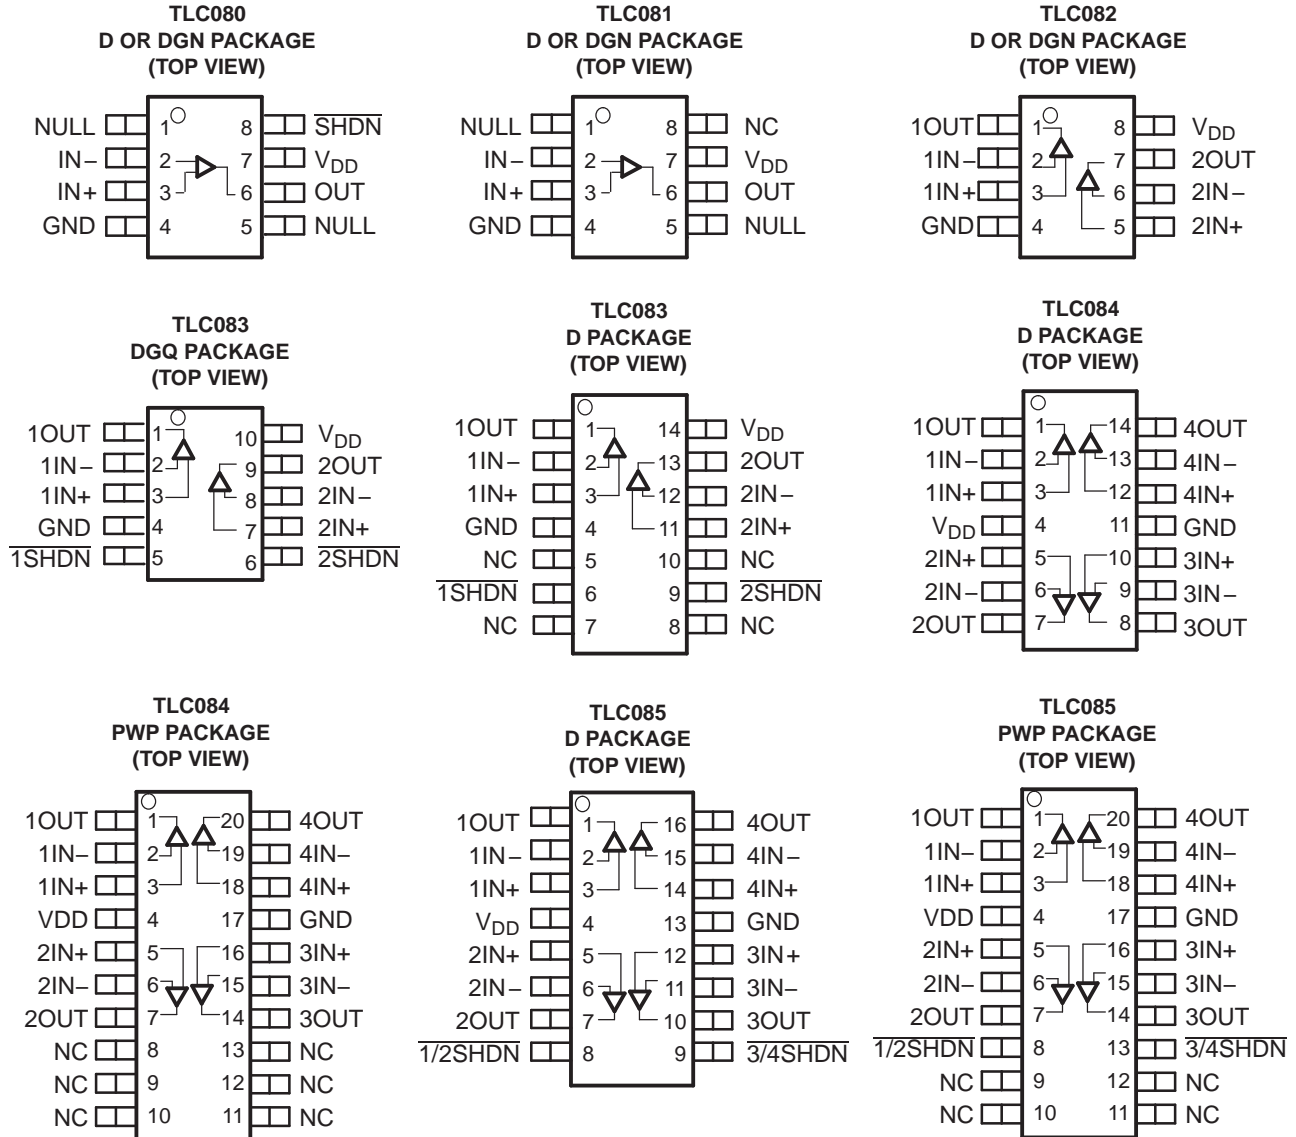 TLC080
D OR DGN PACKAGE
(TOP VIEW)
NULL 1 8 SHDN
IN− 2 7 VDD
IN+ 3 6 OUT
GND 4 5 NULL
TLC081
D OR DGN PACKAGE
(TOP VIEW)
NULL 1 8 NC
IN− 2 7 VDD
IN+ 3 6 OUT
GND 4 5 NULL
TLC082
D OR DGN PACKAGE
(TOP VIEW)
1OUT 1 8 VDD
1IN− 2 7 2OUT
1IN+ 3 6 2IN−
GND 4 5 2IN+
TLC083
DGQ PACKAGE
(TOP VIEW)
1OUT 1 10 VDD
1IN− 2 9 2OUT
1IN+ 3 8 2IN−
GND 4 7 2IN+
1SHDN 5 6 2SHDN
TLC083
D PACKAGE
(TOP VIEW)
1OUT 1 14 VDD
1IN− 2 13 2OUT
1IN+ 3 12 2IN−
GND 4 11 2IN+
NC 5 10 NC
1SHDN 6 9 2SHDN
NC 7 8 NC
TLC084
D PACKAGE
(TOP VIEW)
1OUT 1 14 4OUT
1IN− 2 13 4IN−
1IN+ 3 12 4IN+
VDD 4 11 GND
2IN+ 5 10 3IN+
2IN− 6 9 3IN−
2OUT 7 8 3OUT
TLC084
PWP PACKAGE
(TOP VIEW)
1OUT 1 20 4OUT
1IN− 2 19 4IN−
1IN+ 3 18 4IN+
VDD 4 17 GND
2IN+ 5 16 3IN+
2IN− 6 15 3IN−
2OUT 7 14 3OUT
NC 8 13 NC
NC 9 12 NC
NC 10 11 NC
TLC085
D PACKAGE
(TOP VIEW)
1OUT 1 16 4OUT
1IN− 2 15 4IN−
1IN+ 3 14 4IN+
VDD 4 13 GND
2IN+ 5 12 3IN+
2IN− 6 11 3IN−
2OUT 7 10 3OUT
1/2SHDN 8 9 3/4SHDN
TLC085
PWP PACKAGE
(TOP VIEW)
1OUT 1 20 4OUT
1IN− 2 19 4IN−
1IN+ 3 18 4IN+
VDD 4 17 GND
2IN+ 5 16 3IN+
2IN− 6 15 3IN−
2OUT 7 14 3OUT
1/2SHDN 8 13 3/4SHDN
NC 9 12 NC
NC 10 11 NC